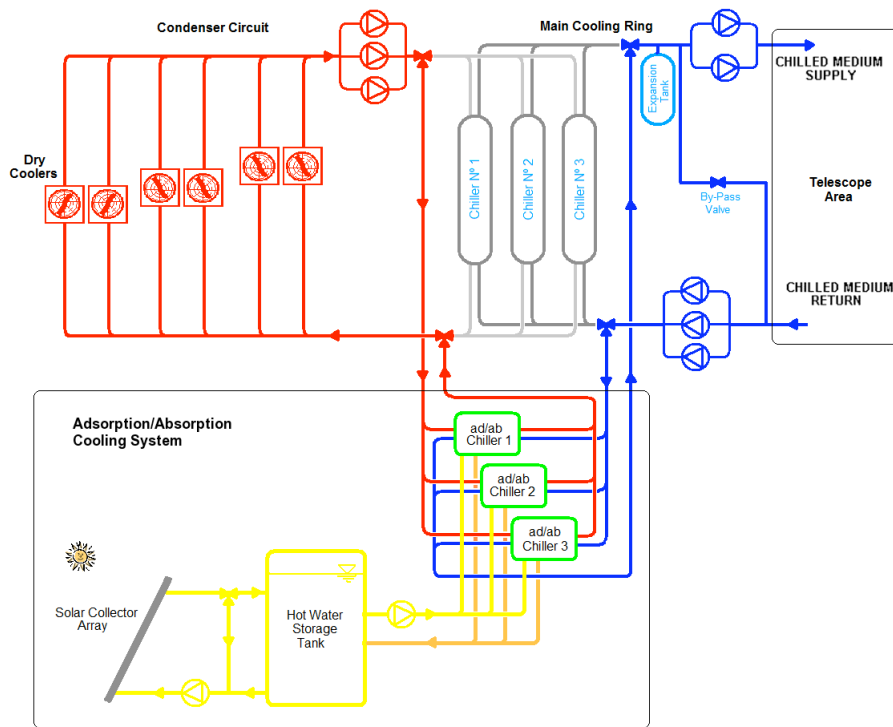 Condenser Circuit
Main Cooling Ring
CHILLED MEDIUM
SUPPLY
Expansion
Tank
Dry
Coolers
Chiller Nº 1
Chiller Nº 2
Chiller Nº 3
By-Pass
Valve
Telescope
Area
CHILLED MEDIUM
RETURN
Adsorption/Absorption
Cooling System
ad/ab
Chiller 1
ad/ab
Chiller 2
ad/ab
Chiller 3
Solar Collector
Array
Hot Water
Storage
Tank